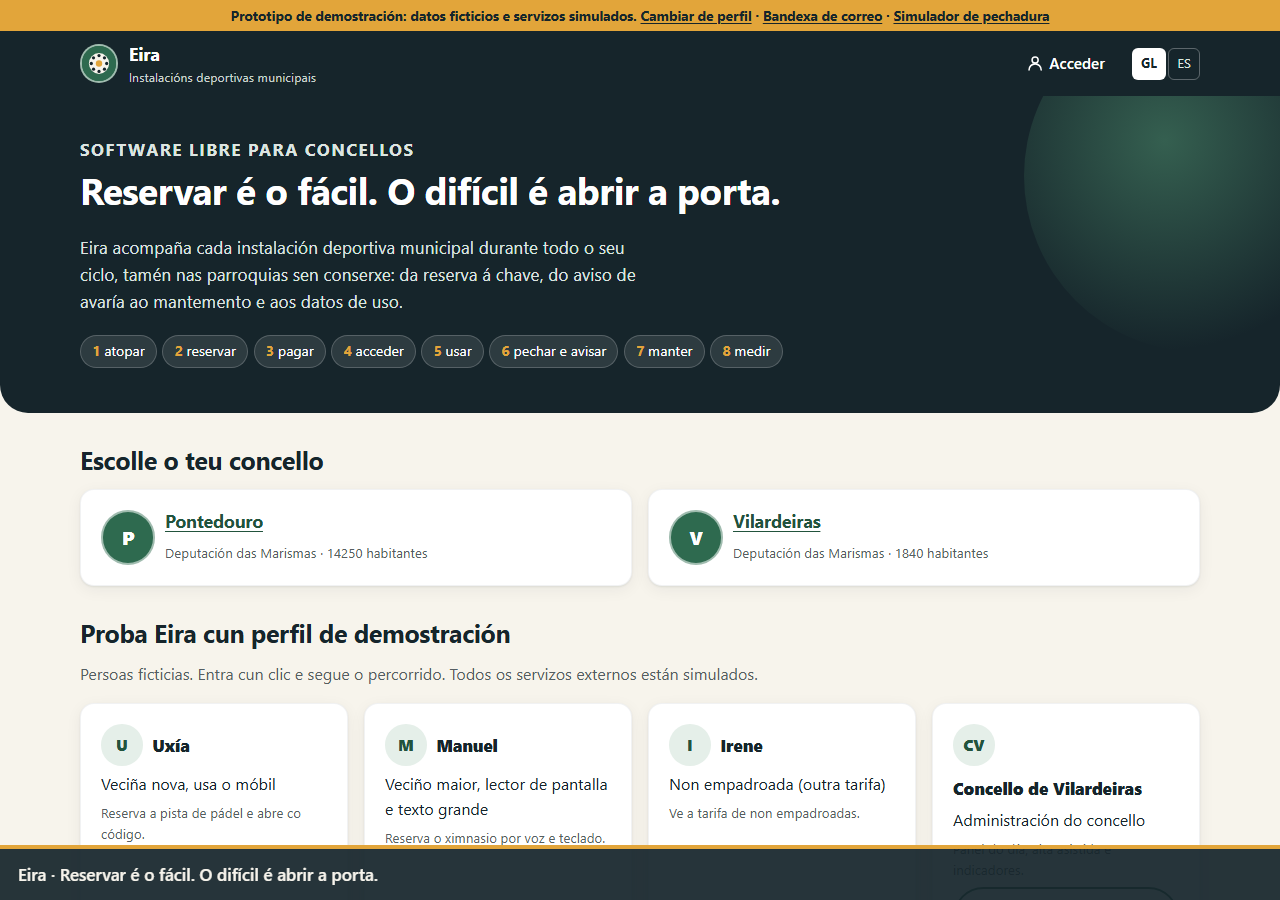 Prototipo de demostración: datos ficticios e servizos simulados. Cambiar de perfil · Bandexa de correo · Simulador de pechadura
Eira
Instalacións deportivas municipais
Acceder
GL
ES
SOFTWARE LIBRE PARA CONCELLOS
Reservar é o fácil. O difícil é abrir a porta.
Eira acompaña cada instalación deportiva municipal durante todo o seu
ciclo, tamén nas parroquias sen conserxe: da reserva á chave, do aviso de
avaría ao mantemento e aos datos de uso.
1 atopar
2 reservar
3 pagar
4 acceder
5 usar
6 pechar e avisar
7 manter
8 medir
Escolle o teu concello
P
Pontedouro
Deputación das Marismas · 14250 habitantes
V
Vilardeiras
Deputación das Marismas · 1840 habitantes
Proba Eira cun perfil de demostración
Persoas ficticias. Entra cun clic e segue o percorrido. Todos os servizos externos están simulados.
U
Uxía
Veciña nova, usa o móbil
Reserva a pista de pádel e abre co
código.
M
Manuel
Veciño maior, lector de pantalla
e texto grande
Reserva o ximnasio por voz e teclado.
I
Irene
Non empadroada (outra tarifa)
Ve a tarifa de non empadroadas.
CV
Concello de Vilardeiras
Administración do concello
indicadores.
Eira · Reservar é o fácil. O difícil é abrir a porta.